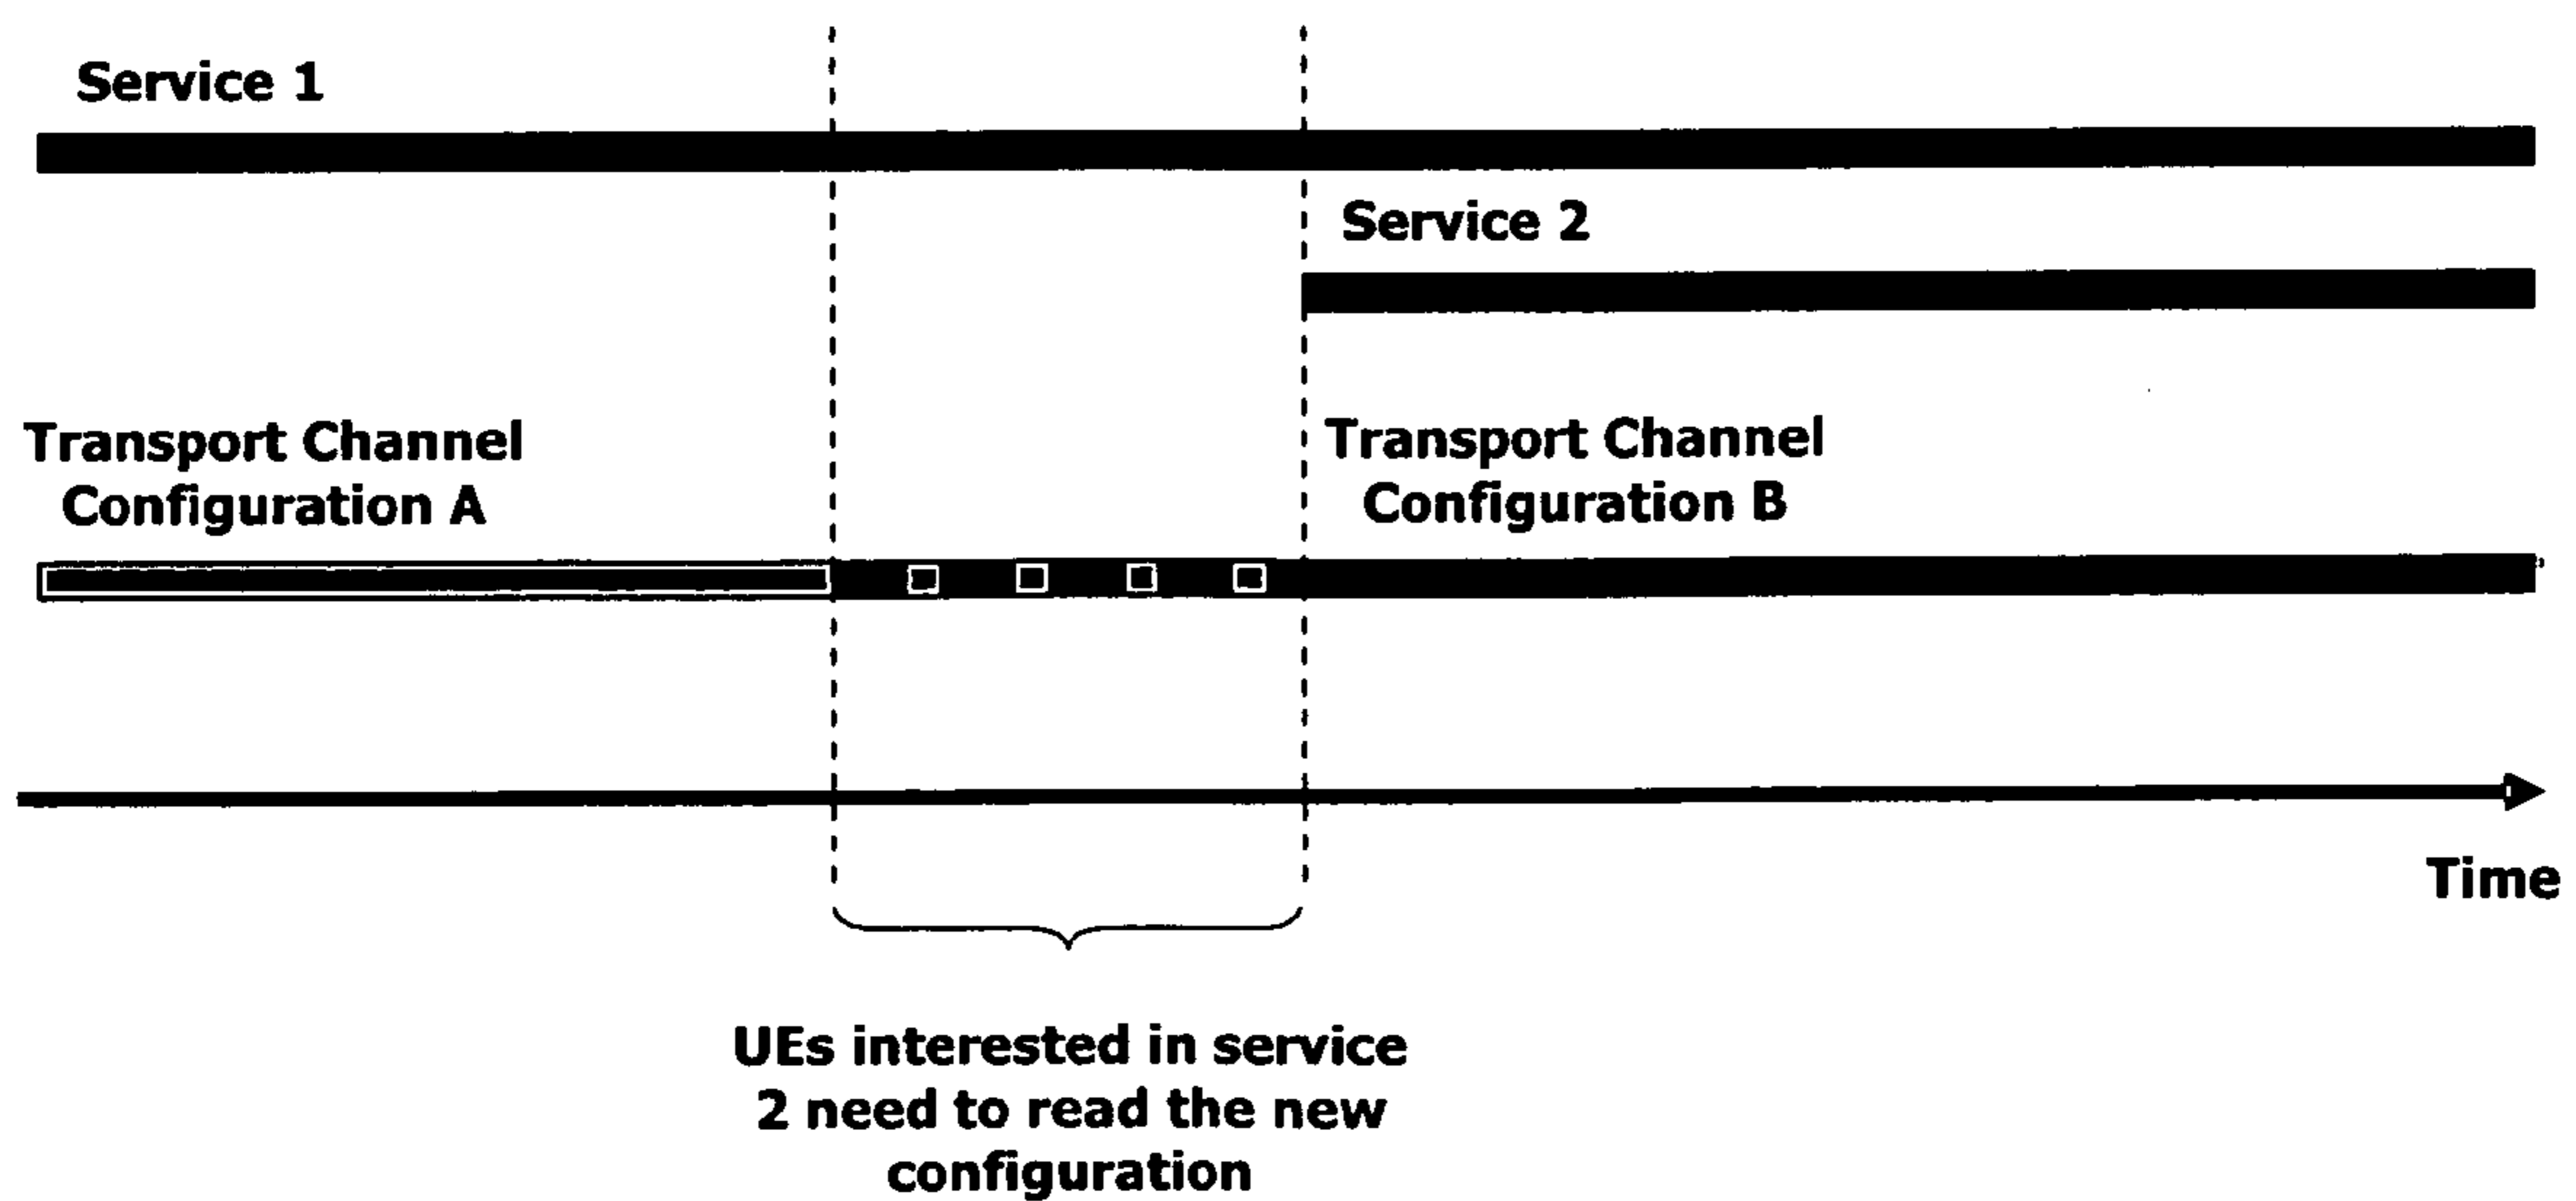 Service 1
Service 2
Transport Channel
Configuration A
Transport Channel
Configuration B
Time
UEs interested in service
2 need to read the new
configuration